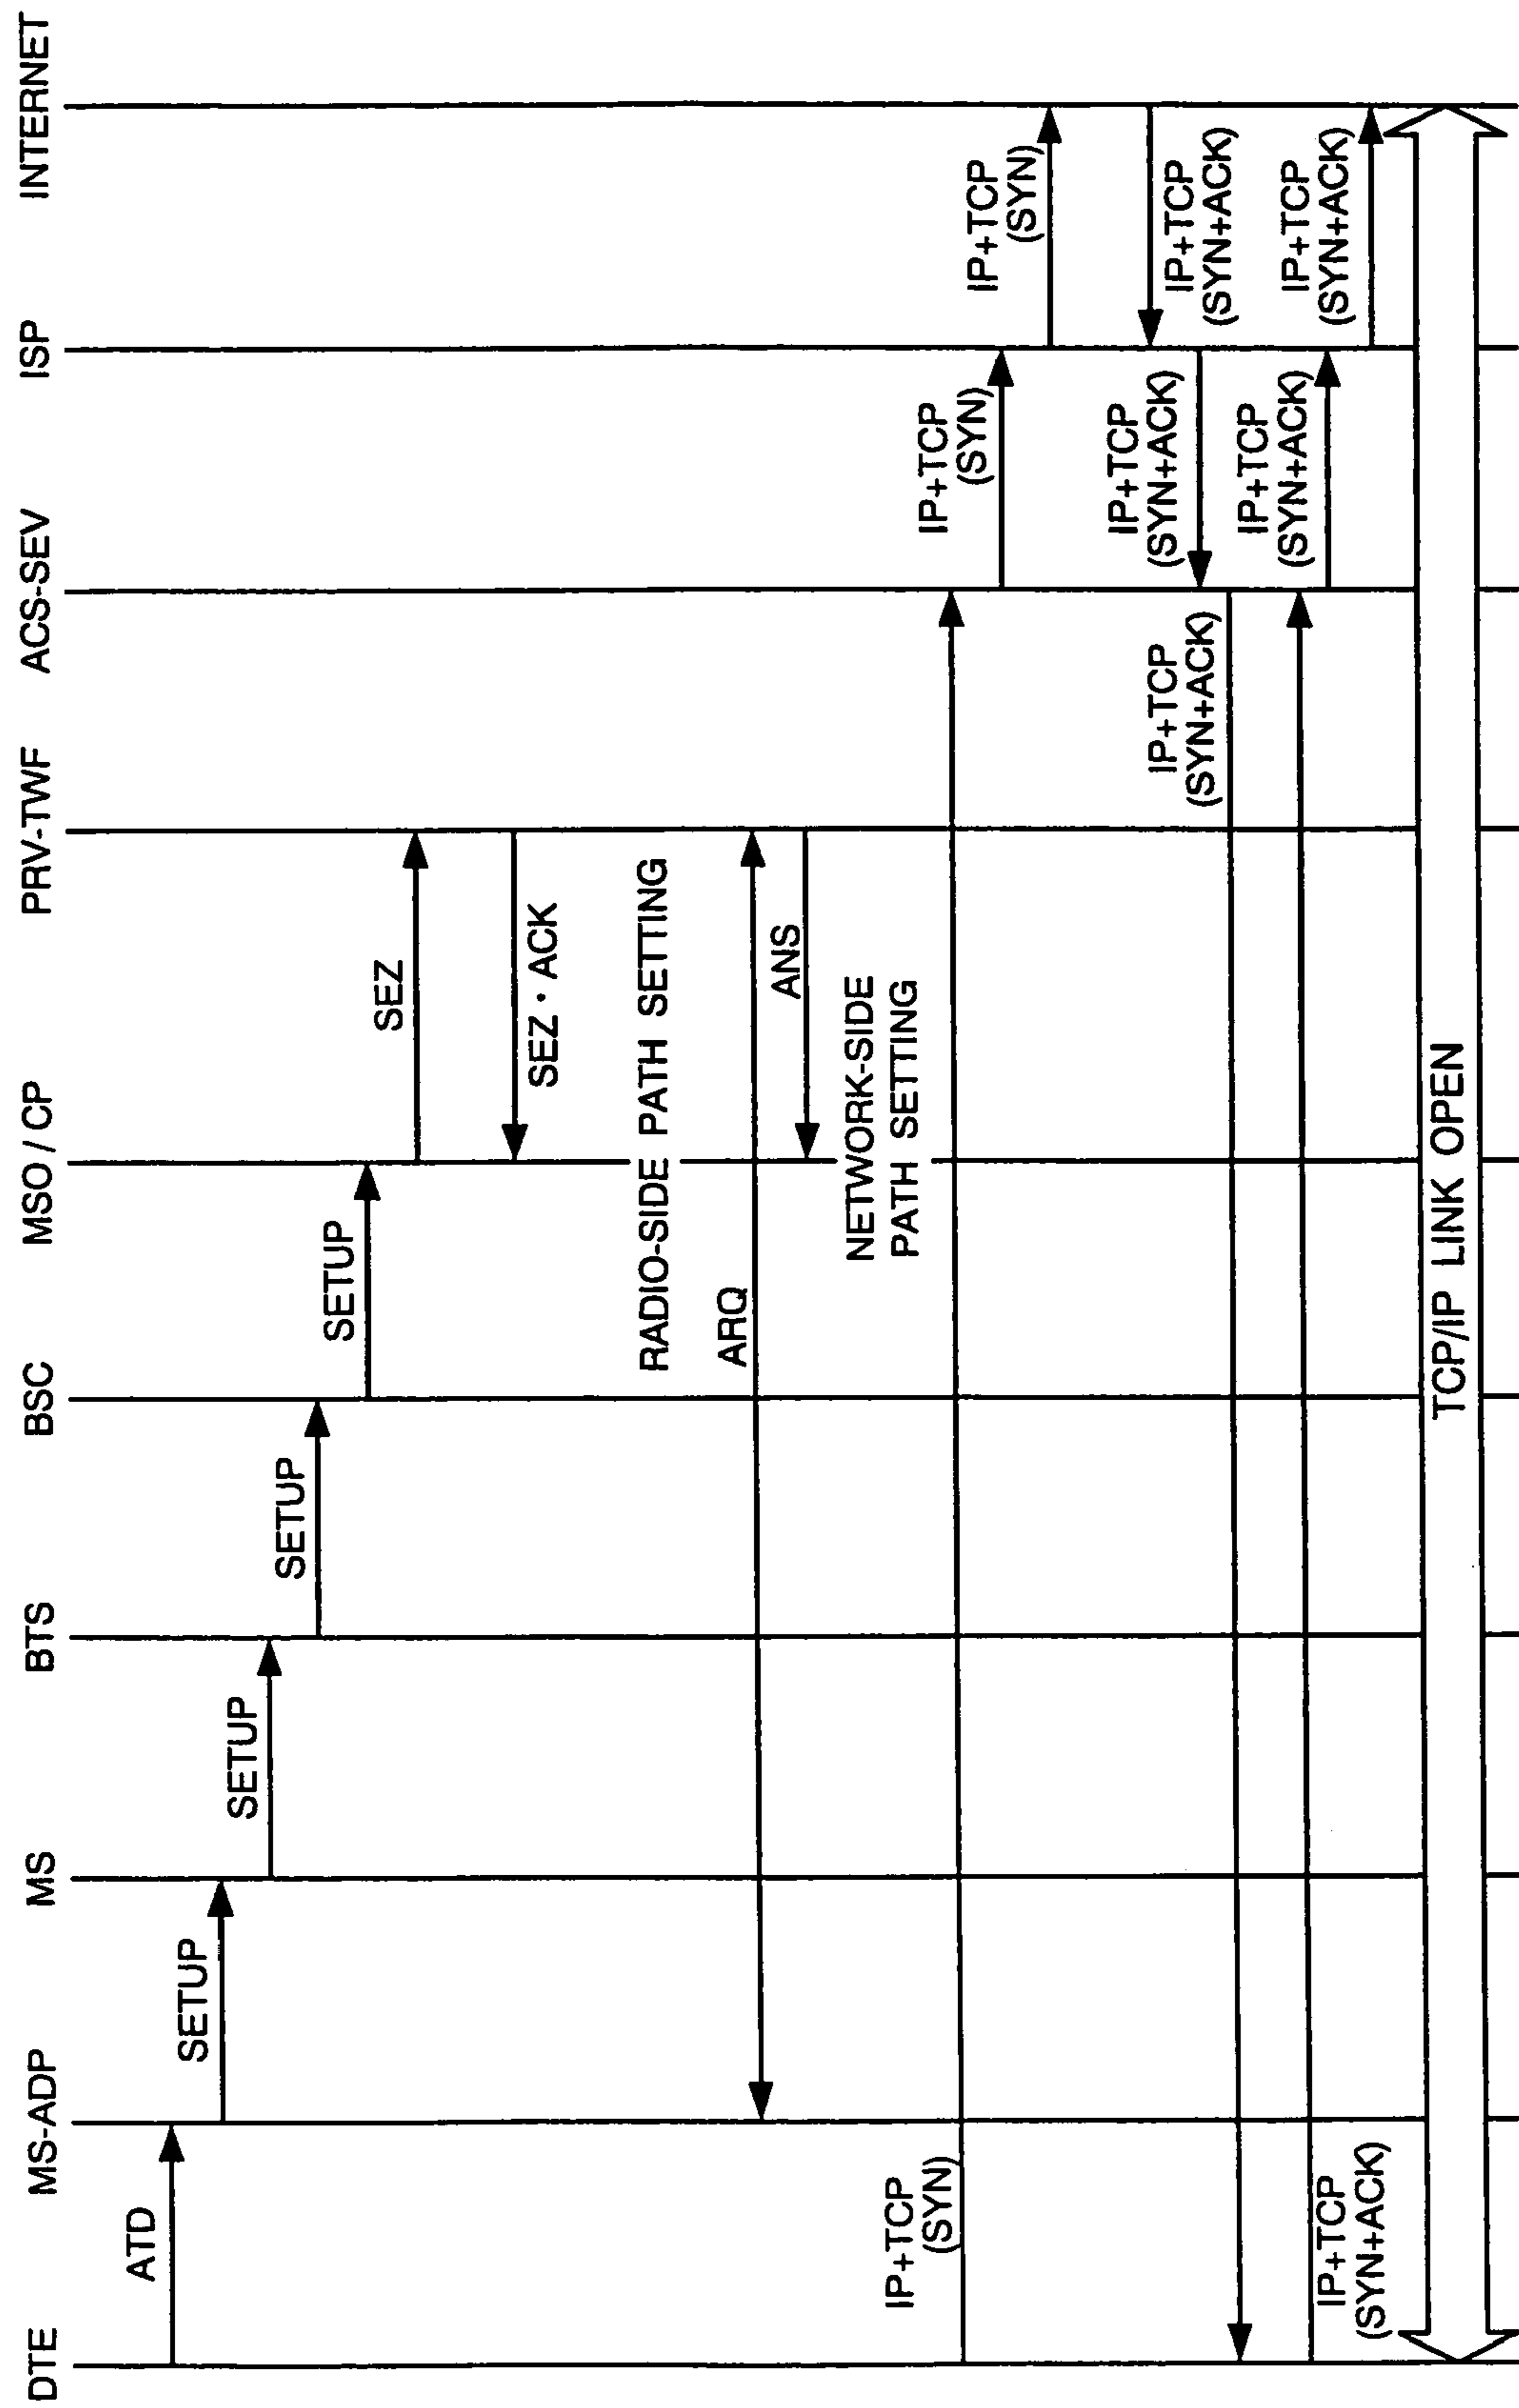 DTE
MS-ADP
MS
BTS
BSC
MSO / CP
PRV-TWF
ACS-SEV
ISP
INTERNET
ATD
SETUP
SETUP
SETUP
SETUP
SEZ
SEZ・ACK
RADIO-SIDE PATH SETTING
ARQ
ANS
NETWORK-SIDE
PATH SETTING
IP+TCP
(SYN)
IP+TCP
(SYN)
IP+TCP
(SYN)
IP+TCP
(SYN+ACK)
IP+TCP
(SYN+ACK)
IP+TCP
(SYN+ACK)
IP+TCP
(SYN+ACK)
IP+TCP
(SYN+ACK)
IP+TCP
(SYN+ACK)
TCP/IP LINK OPEN